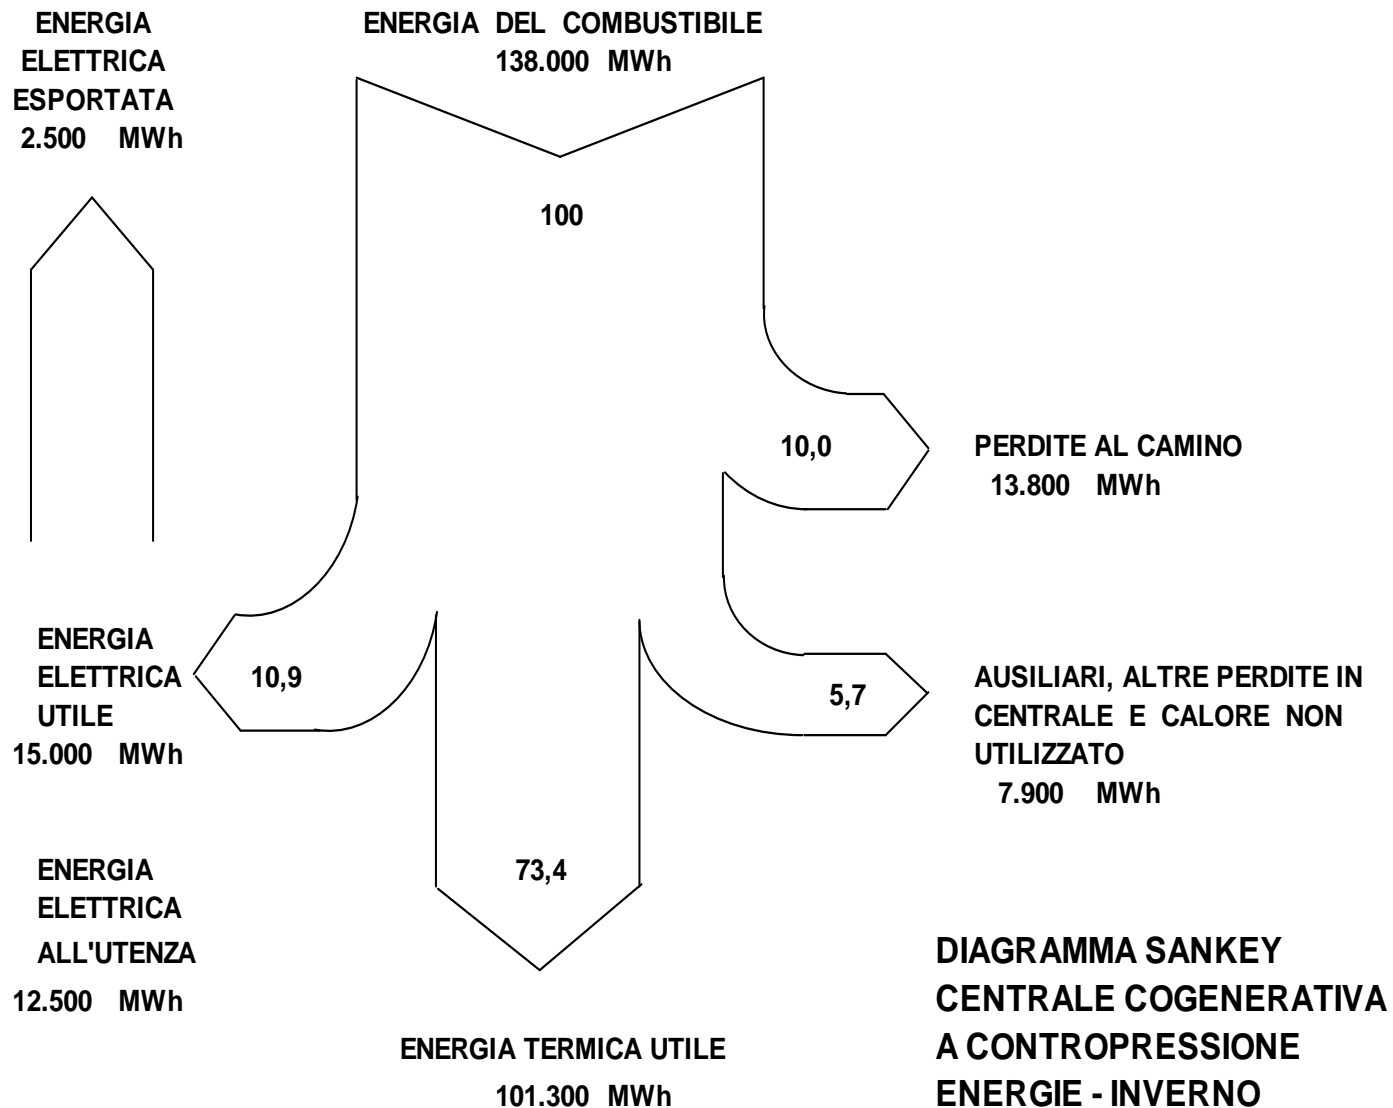 ENERGIA
ELETTRICA
ESPORTATA
2.500 MWh
ENERGIA DEL COMBUSTIBILE
138.000 MWh
100
10,0
PERDITE AL CAMINO
13.800 MWh
ENERGIA
ELETTRICA
UTILE
15.000 MWh
10,9
5,7
AUSILIARI, ALTRE PERDITE IN
CENTRALE E CALORE NON
UTILIZZATO
7.900 MWh
ENERGIA
ELETTRICA
ALL'UTENZA
12.500 MWh
73,4
ENERGIA TERMICA UTILE
101.300 MWh
DIAGRAMMA SANKEY
CENTRALE COGENERATIVA
A CONTROPRESSIONE
ENERGIE - INVERNO